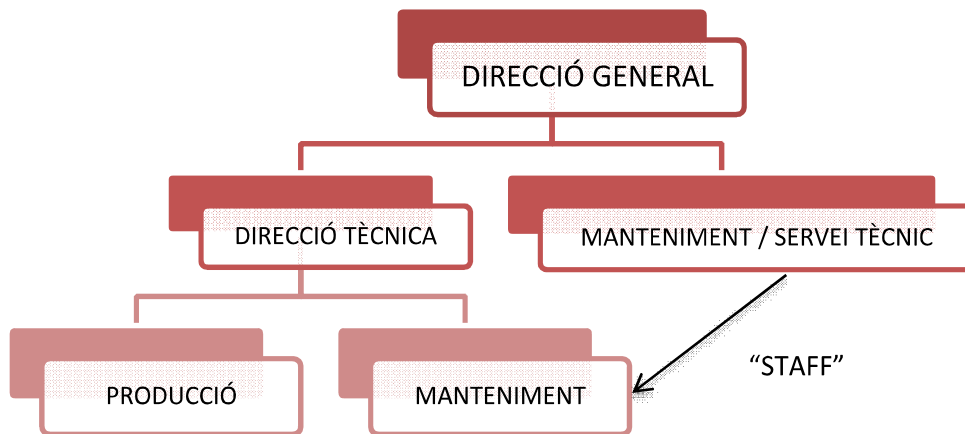 DIRECCIÓ GENERAL
DIRECCIÓ TÈCNICA
MANTENIMENT / SERVEI TÈCNIC
PRODUCCIÓ
MANTENIMENT
“STAFF”